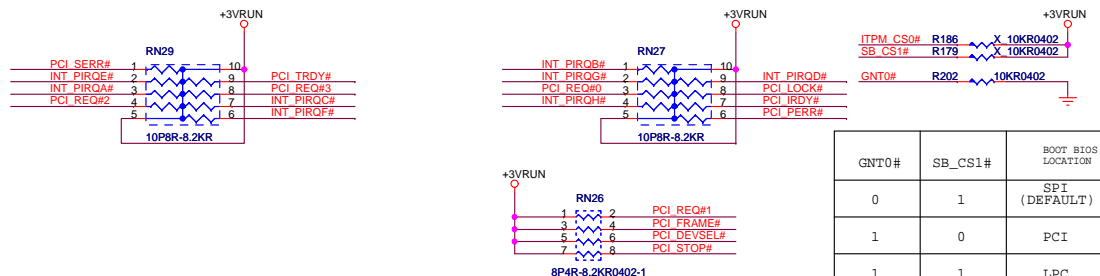 +3VRUN
RN29
PCI_SERR# 1 10
INT_PIRQE# 2 9 PCI_TRDY#
INT_PIRQA# 3 8 PCI_REQ#3
PCI_REQ#2 4 7 INT_PIRQC#
5 6 INT_PIRQF#
10P8R-8.2KR
+3VRUN
RN27
INT_PIRQB# 1 10
INT_PIRQG# 2 9 INT_PIRQD#
PCI_REQ#0 3 8 PCI_LOCK#
INT_PIRQH# 4 7 PCI_IRDY#
5 6 PCI_PERR#
10P8R-8.2KR
+3VRUN
RN26
1 2 PCI_REQ#1
3 4 PCI_FRAME#
5 6 PCI_DEVSEL#
7 8 PCI_STOP#
8P4R-8.2KR0402-1
+3VRUN
ITPM_CS0# R186 X_10KR0402
SB_CS1# R179 X_10KR0402
GNT0# R202 10KR0402
GNT0# SB_CS1# BOOT BIOS
LOCATION
0 1 SPI
(DEFAULT)
1 0 PCI
1 1 LPC